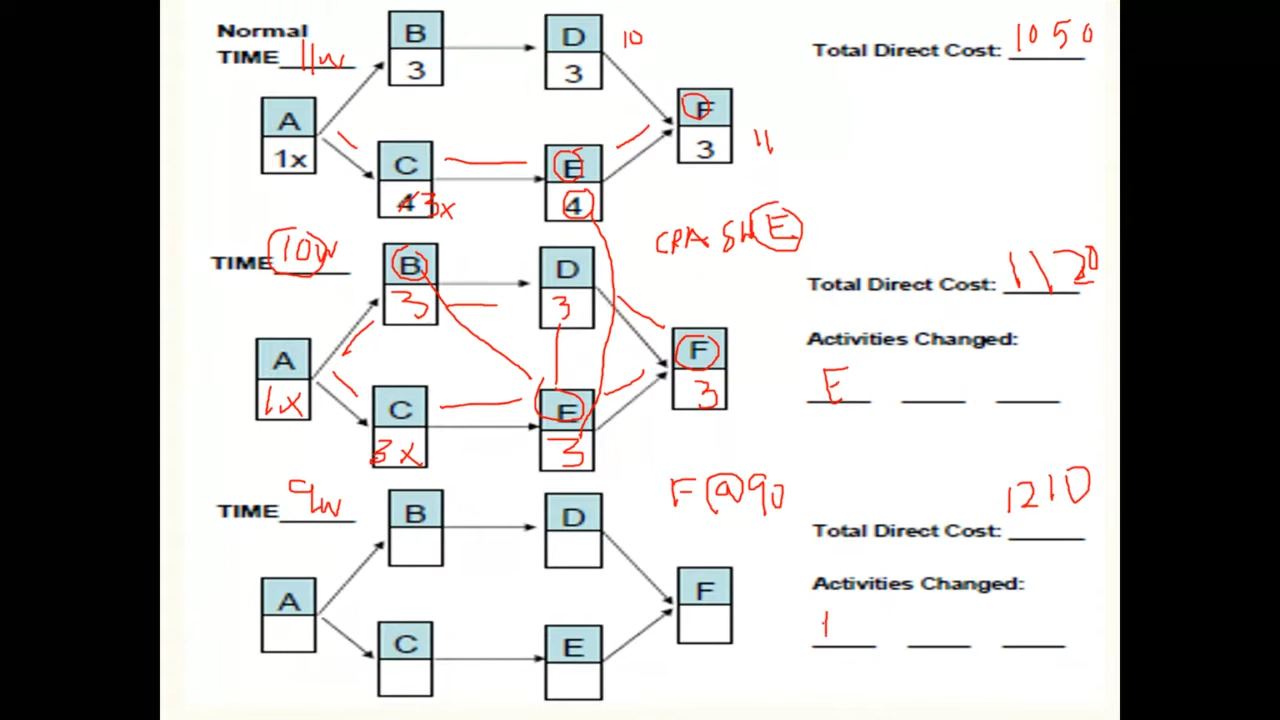 Normal
TIME 11w
B
3
D
3
10
Total Direct Cost: 1050
A
1x
C
4 3x
E
4
F
3
11
CRASH E
TIME 10w
B
3
D
3
Total Direct Cost: 1120
Activities Changed:
E
A
1x
C
3x
E
3
F
3
TIME 9w
B
D
F@90
Total Direct Cost: 1210
Activities Changed:
A
C
E
F